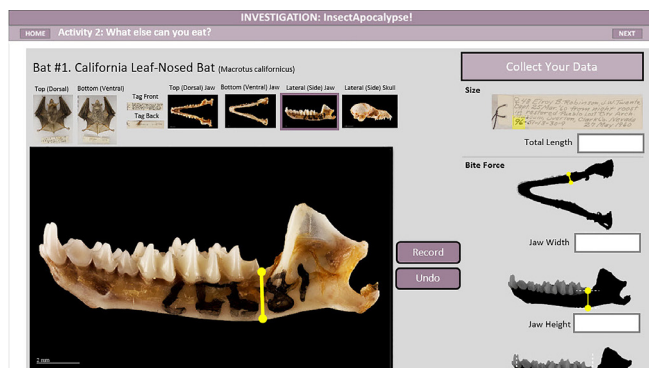 INVESTIGATION: InsectApocalypse!
HOME Activity 2: What else can you eat? NEXT
Bat #1. California Leaf-Nosed Bat (Macrotus californicus)
Top (Dorsal)
Bottom (Ventral)
Tag Front
Tag Back
Top (Dorsal) Jaw
Bottom (Ventral) Jaw
Lateral (Side) Jaw
Lateral (Side) Skull
2 mm
Record
Undo
Collect Your Data
Size
96
Total Length
Bite Force
Jaw Width
Jaw Height